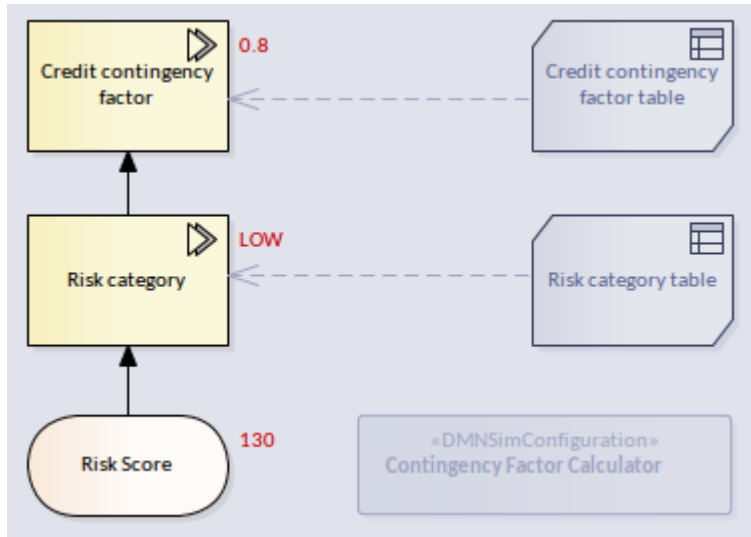 Credit contingency
factor
0.8
Credit contingency
factor table
Risk category
LOW
Risk category table
Risk Score
130
«DMNSimConfiguration»
Contingency Factor Calculator